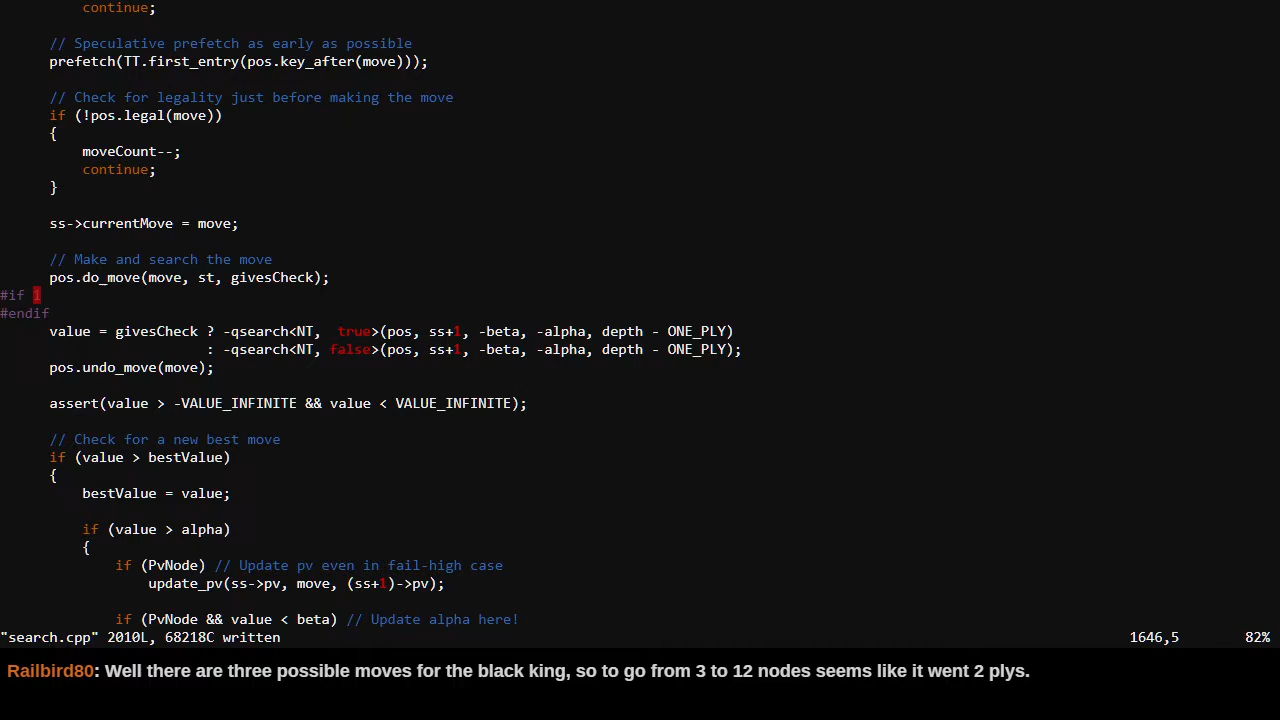 continue;
// Speculative prefetch as early as possible
prefetch(TT.first_entry(pos.key_after(move)));
// Check for legality just before making the move
if (!pos.legal(move))
{
moveCount--;
continue;
}
ss->currentMove = move;
// Make and search the move
pos.do_move(move, st, givesCheck);
#if 1
#endif
value = givesCheck ? -qsearch<NT,  true>(pos, ss+1, -beta, -alpha, depth - ONE_PLY)
: -qsearch<NT, false>(pos, ss+1, -beta, -alpha, depth - ONE_PLY);
pos.undo_move(move);
assert(value > -VALUE_INFINITE && value < VALUE_INFINITE);
// Check for a new best move
if (value > bestValue)
{
bestValue = value;
if (value > alpha)
{
if (PvNode) // Update pv even in fail-high case
update_pv(ss->pv, move, (ss+1)->pv);
if (PvNode && value < beta) // Update alpha here!
"search.cpp" 2010L, 68218C written 1646,5 82%
Railbird80: Well there are three possible moves for the black king, so to go from 3 to 12 nodes seems like it went 2 plys.